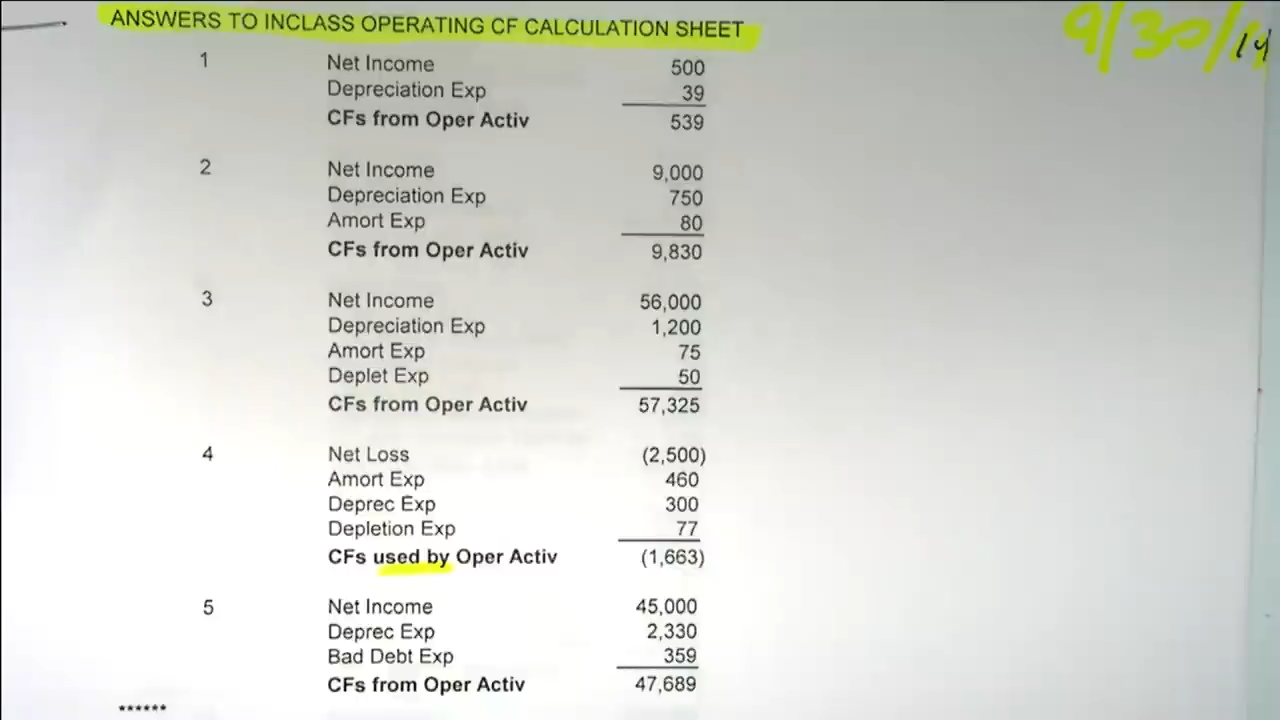 ANSWERS TO INCLASS OPERATING CF CALCULATION SHEET 9/30/14
1 Net Income 500
Depreciation Exp 39
CFs from Oper Activ 539
2 Net Income 9,000
Depreciation Exp 750
Amort Exp 80
CFs from Oper Activ 9,830
3 Net Income 56,000
Depreciation Exp 1,200
Amort Exp 75
Deplet Exp 50
CFs from Oper Activ 57,325
4 Net Loss (2,500)
Amort Exp 460
Deprec Exp 300
Depletion Exp 77
CFs used by Oper Activ (1,663)
5 Net Income 45,000
Deprec Exp 2,330
Bad Debt Exp 359
CFs from Oper Activ 47,689
******